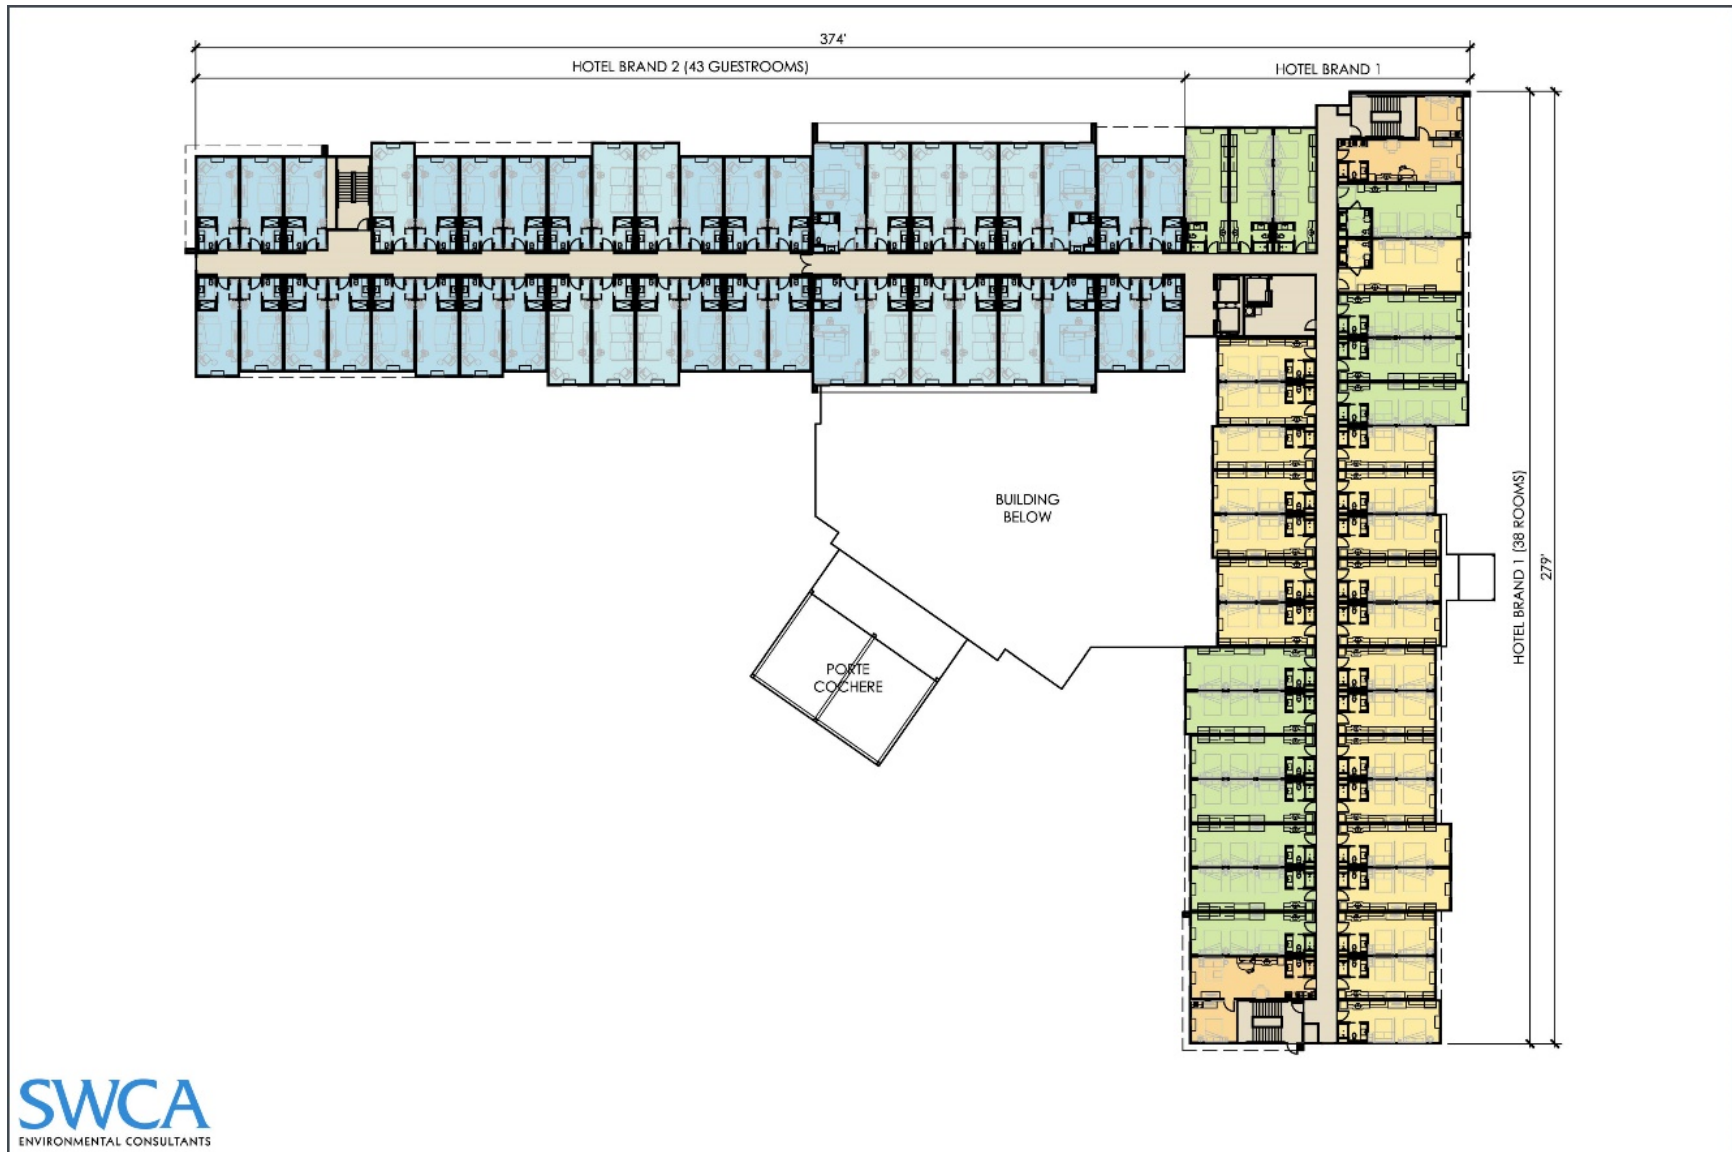 374'
HOTEL BRAND 2 (43 GUESTROOMS)
HOTEL BRAND 1
BUILDING
BELOW
HOTEL BRAND 1 (38 ROOMS)
279'
PORTE
COCHERE
SWCA
ENVIRONMENTAL CONSULTANTS